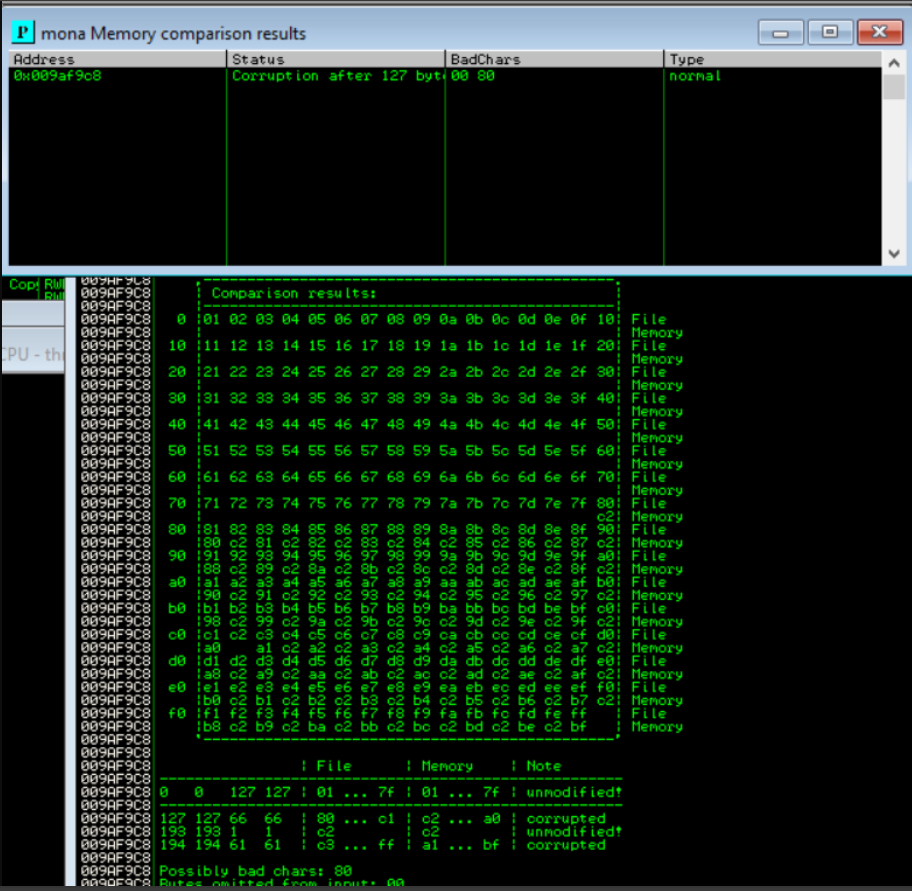 P mona Memory comparison results
Address Status BadChars Type
0x009af9c8 Corruption after 127 byt 00 80 normal
009AF9C8
Copy RW 009AF9C8 Comparison results:
RW 009AF9C8
009AF9C8 0 01 02 03 04 05 06 07 08 09 0a 0b 0c 0d 0e 0f 10 File
009AF9C8 Memory
009AF9C8 10 11 12 13 14 15 16 17 18 19 1a 1b 1c 1d 1e 1f 20 File
CPU - th 009AF9C8 Memory
009AF9C8 20 21 22 23 24 25 26 27 28 29 2a 2b 2c 2d 2e 2f 30 File
009AF9C8 Memory
009AF9C8 30 31 32 33 34 35 36 37 38 39 3a 3b 3c 3d 3e 3f 40 File
009AF9C8 Memory
009AF9C8 40 41 42 43 44 45 46 47 48 49 4a 4b 4c 4d 4e 4f 50 File
009AF9C8 Memory
009AF9C8 50 51 52 53 54 55 56 57 58 59 5a 5b 5c 5d 5e 5f 60 File
009AF9C8 Memory
009AF9C8 60 61 62 63 64 65 66 67 68 69 6a 6b 6c 6d 6e 6f 70 File
009AF9C8 Memory
009AF9C8 70 71 72 73 74 75 76 77 78 79 7a 7b 7c 7d 7e 7f 80 File
009AF9C8 c2 Memory
009AF9C8 80 81 82 83 84 85 86 87 88 89 8a 8b 8c 8d 8e 8f 90 File
009AF9C8 80 c2 81 c2 82 c2 83 c2 84 c2 85 c2 86 c2 87 c2 Memory
009AF9C8 90 91 92 93 94 95 96 97 98 99 9a 9b 9c 9d 9e 9f a0 File
009AF9C8 88 c2 89 c2 8a c2 8b c2 8c c2 8d c2 8e c2 8f c2 Memory
009AF9C8 a0 a1 a2 a3 a4 a5 a6 a7 a8 a9 aa ab ac ad ae af b0 File
009AF9C8 90 c2 91 c2 92 c2 93 c2 94 c2 95 c2 96 c2 97 c2 Memory
009AF9C8 b0 b1 b2 b3 b4 b5 b6 b7 b8 b9 ba bb bc bd be bf c0 File
009AF9C8 98 c2 99 c2 9a c2 9b c2 9c c2 9d c2 9e c2 9f c2 Memory
009AF9C8 c0 c1 c2 c3 c4 c5 c6 c7 c8 c9 ca cb cc cd ce cf d0 File
009AF9C8 a0 a1 c2 a2 c2 a3 c2 a4 c2 a5 c2 a6 c2 a7 c2 Memory
009AF9C8 d0 d1 d2 d3 d4 d5 d6 d7 d8 d9 da db dc dd de df e0 File
009AF9C8 a8 c2 a9 c2 aa c2 ab c2 ac c2 ad c2 ae c2 af c2 Memory
009AF9C8 e0 e1 e2 e3 e4 e5 e6 e7 e8 e9 ea eb ec ed ee ef f0 File
009AF9C8 b0 c2 b1 c2 b2 c2 b3 c2 b4 c2 b5 c2 b6 c2 b7 c2 Memory
009AF9C8 f0 f1 f2 f3 f4 f5 f6 f7 f8 f9 fa fb fc fd fe ff File
009AF9C8 b8 c2 b9 c2 ba c2 bb c2 bc c2 bd c2 be c2 bf Memory
009AF9C8
009AF9C8
009AF9C8 | File | Memory | Note
009AF9C8
009AF9C8 0 0 127 127 | 01 ... 7f | 01 ... 7f | unmodified!
009AF9C8
009AF9C8 127 127 66 66 | 80 ... c1 | c2 ... a0 | corrupted
009AF9C8 193 193 1 1 | c2 | c2 | unmodified!
009AF9C8 194 194 61 61 | c3 ... ff | a1 ... bf | corrupted
009AF9C8
009AF9C8 Possibly bad chars: 80
009AF9C8 Bytes omitted from input: 00